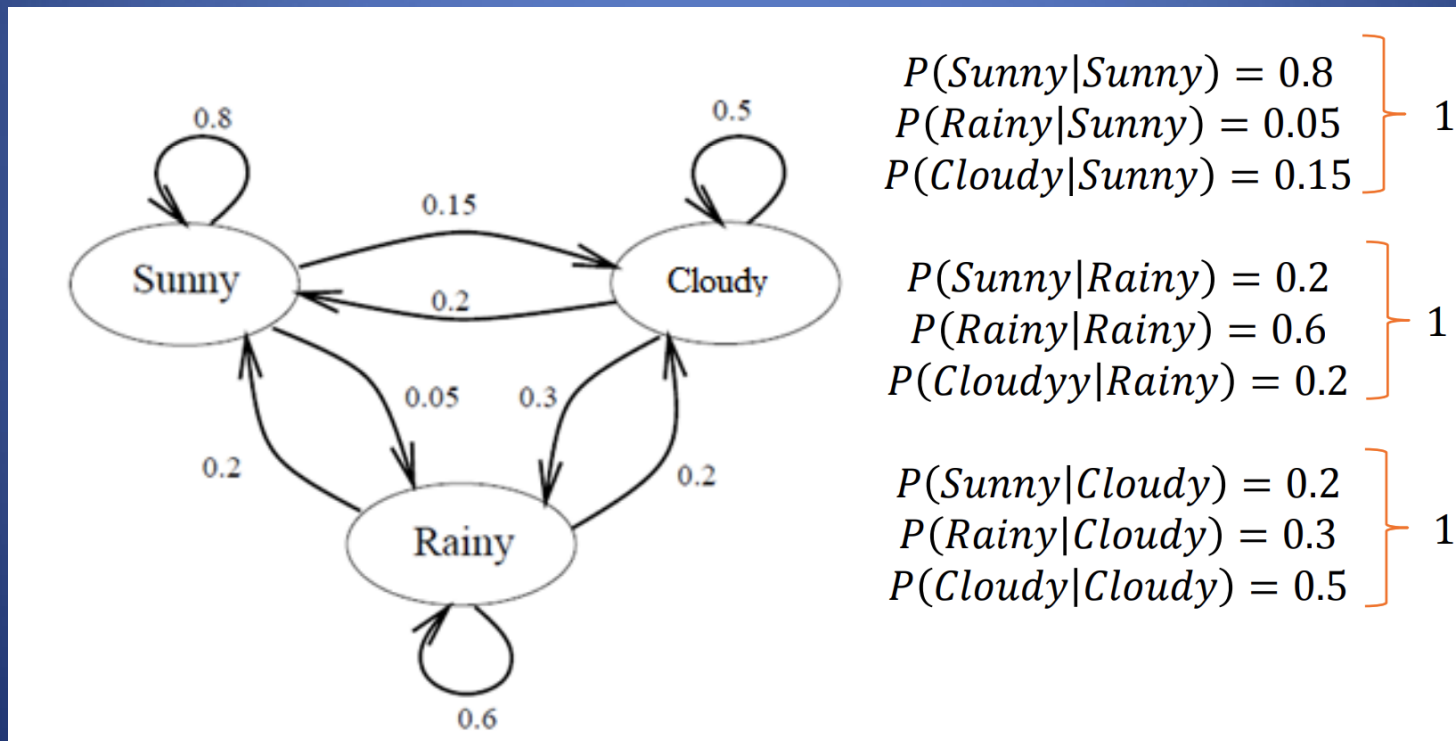 0.8
0.5
0.15
Sunny
Cloudy
0.2
0.05
0.3
0.2
0.2
Rainy
0.6
P(Sunny|Sunny) = 0.8
P(Rainy|Sunny) = 0.05
P(Cloudy|Sunny) = 0.15
1
P(Sunny|Rainy) = 0.2
P(Rainy|Rainy) = 0.6
P(Cloudyy|Rainy) = 0.2
1
P(Sunny|Cloudy) = 0.2
P(Rainy|Cloudy) = 0.3
P(Cloudy|Cloudy) = 0.5
1